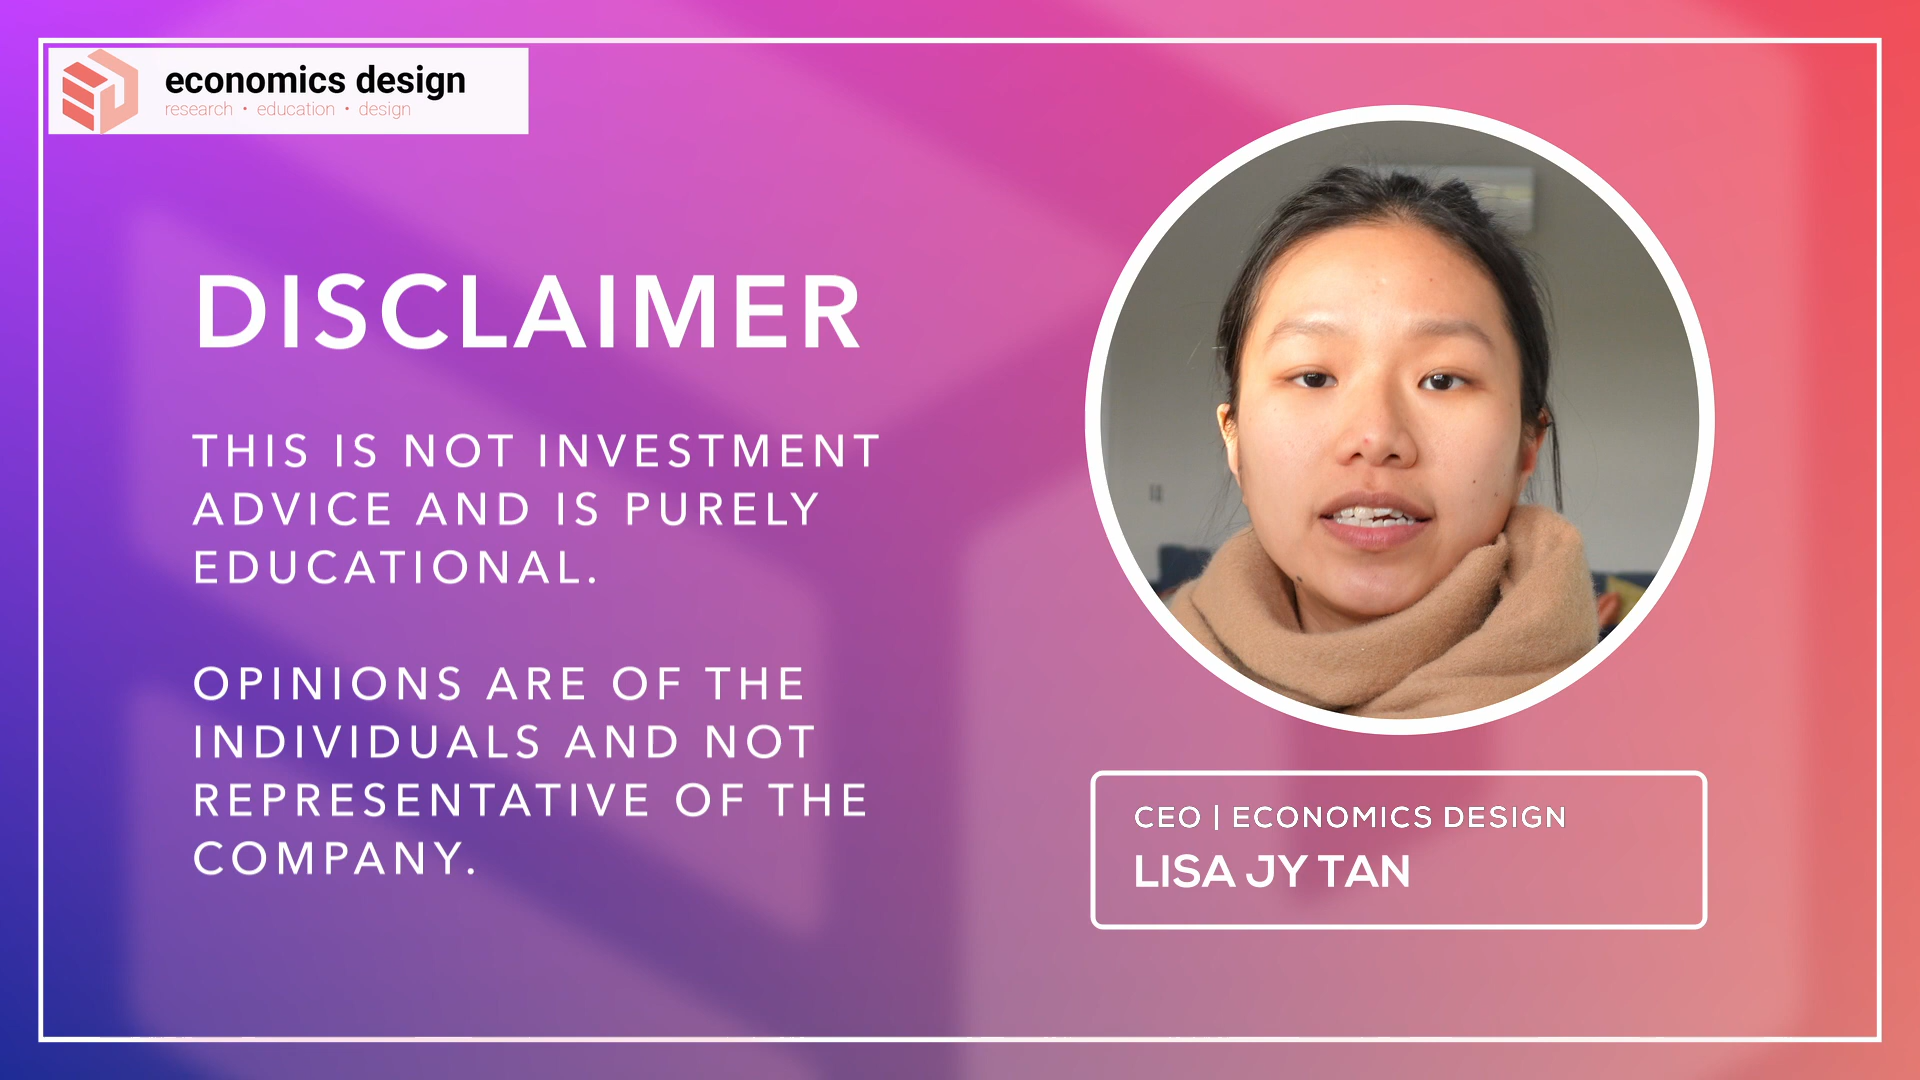 economics design
research • education • design
DISCLAIMER
THIS IS NOT INVESTMENT
ADVICE AND IS PURELY
EDUCATIONAL.
OPINIONS ARE OF THE
INDIVIDUALS AND NOT
REPRESENTATIVE OF THE
COMPANY.
CEO | ECONOMICS DESIGN
LISA JY TAN